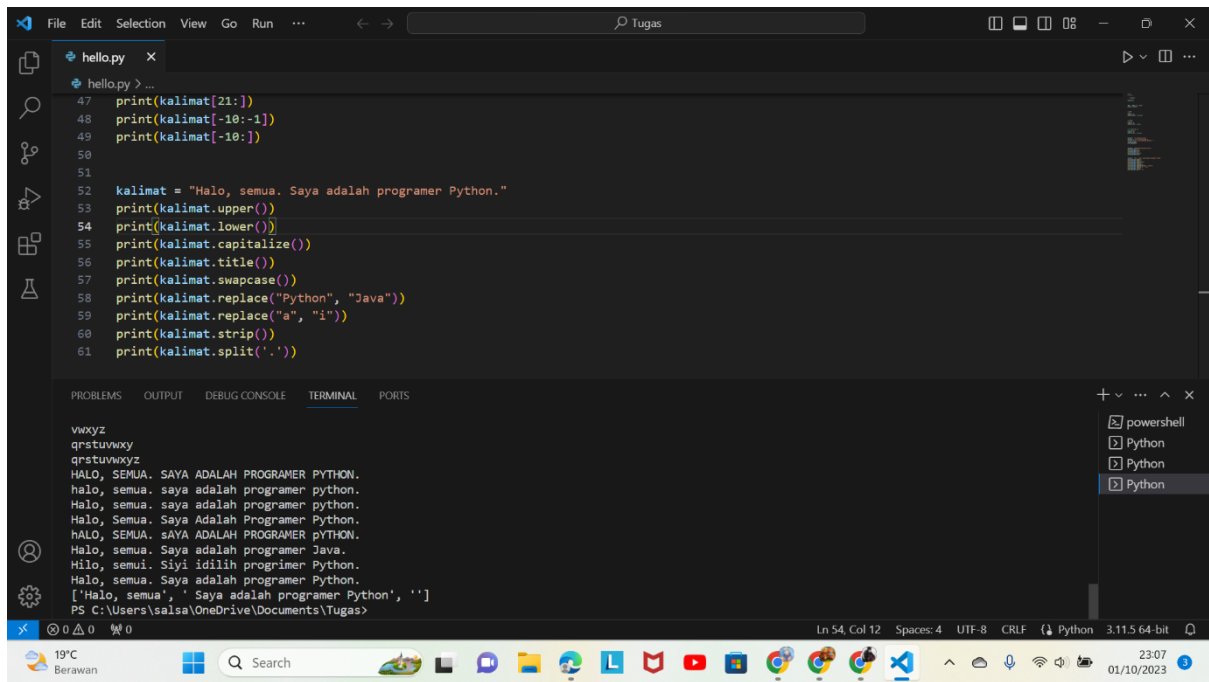 File Edit Selection View Go Run ··· Tugas
hello.py
hello.py > ...
47 print(kalimat[21:])
48 print(kalimat[-10:-1])
49 print(kalimat[-10:])
50
51
52 kalimat = "Halo, semua. Saya adalah programer Python."
53 print(kalimat.upper())
54 print(kalimat.lower())
55 print(kalimat.capitalize())
56 print(kalimat.title())
57 print(kalimat.swapcase())
58 print(kalimat.replace("Python", "Java"))
59 print(kalimat.replace("a", "i"))
60 print(kalimat.strip())
61 print(kalimat.split('.'))
PROBLEMS OUTPUT DEBUG CONSOLE TERMINAL PORTS
vwxyz
qrstuvwxy
qrstuvwxyz
HALO, SEMUA. SAYA ADALAH PROGRAMER PYTHON.
halo, semua. saya adalah programer python.
Halo, semua. saya adalah programer python.
Halo, Semua. Saya Adalah Programer Python.
hALO, SEMUA. sAYA ADALAH PROGRAMER pYTHON.
Halo, semua. Saya adalah programer Java.
Hilo, semui. Siyi idilih progrimer Python.
Halo, semua. Saya adalah programer Python.
['Halo, semua', ' Saya adalah programer Python', '']
PS C:\Users\salsa\OneDrive\Documents\Tugas>
powershell
Python
Python
Python
0 0 0 Ln 54, Col 12 Spaces: 4 UTF-8 CRLF Python 3.11.5 64-bit
19°C
Berawan
Search
23:07
01/10/2023
3